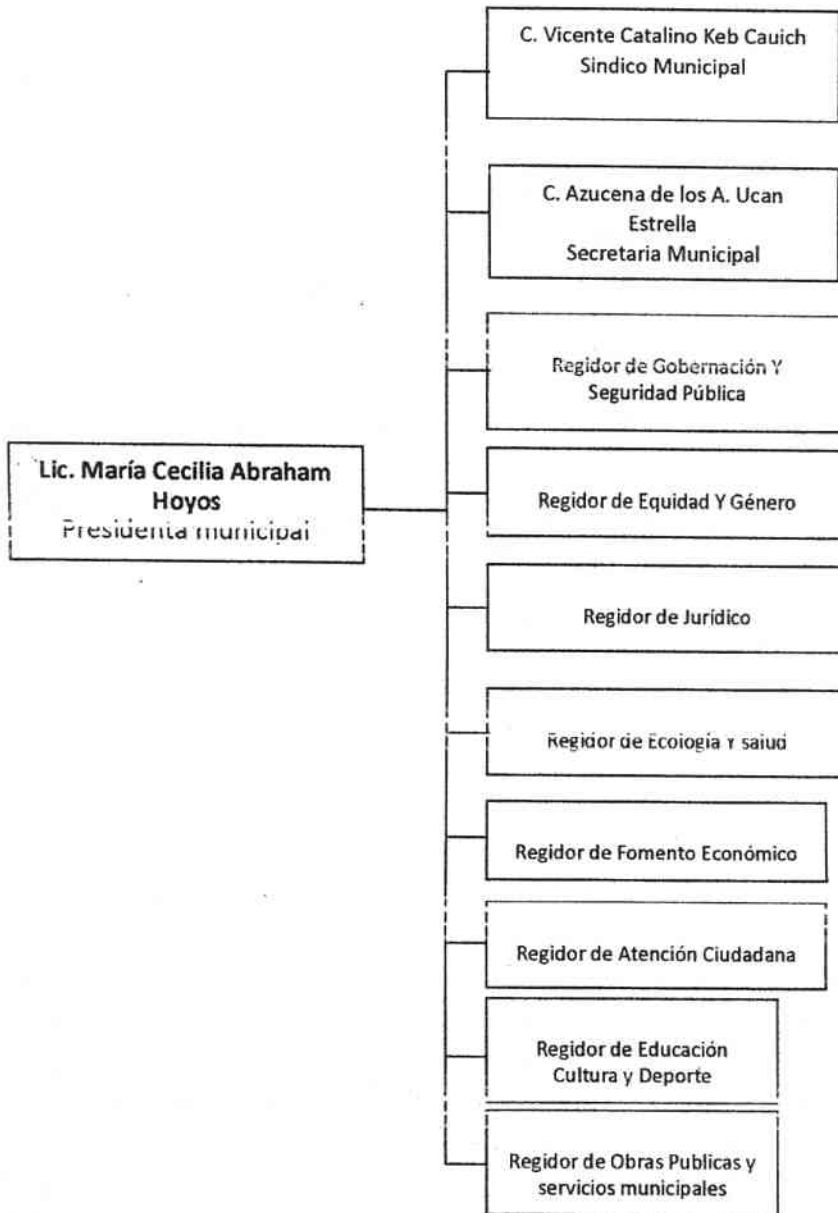 C. Vicente Catalino Keb Cauich
Sindico Municipal
C. Azucena de los A. Ucan
Estrella
Secretaria Municipal
Regidor de Gobernación Y
Seguridad Pública
Lic. María Cecilia Abraham
Hoyos
Presidenta municipal
Regidor de Equidad Y Género
Regidor de Jurídico
Regidor de Ecología Y salud
Regidor de Fomento Económico
Regidor de Atención Ciudadana
Regidor de Educación
Cultura y Deporte
Regidor de Obras Publicas y
servicios municipales